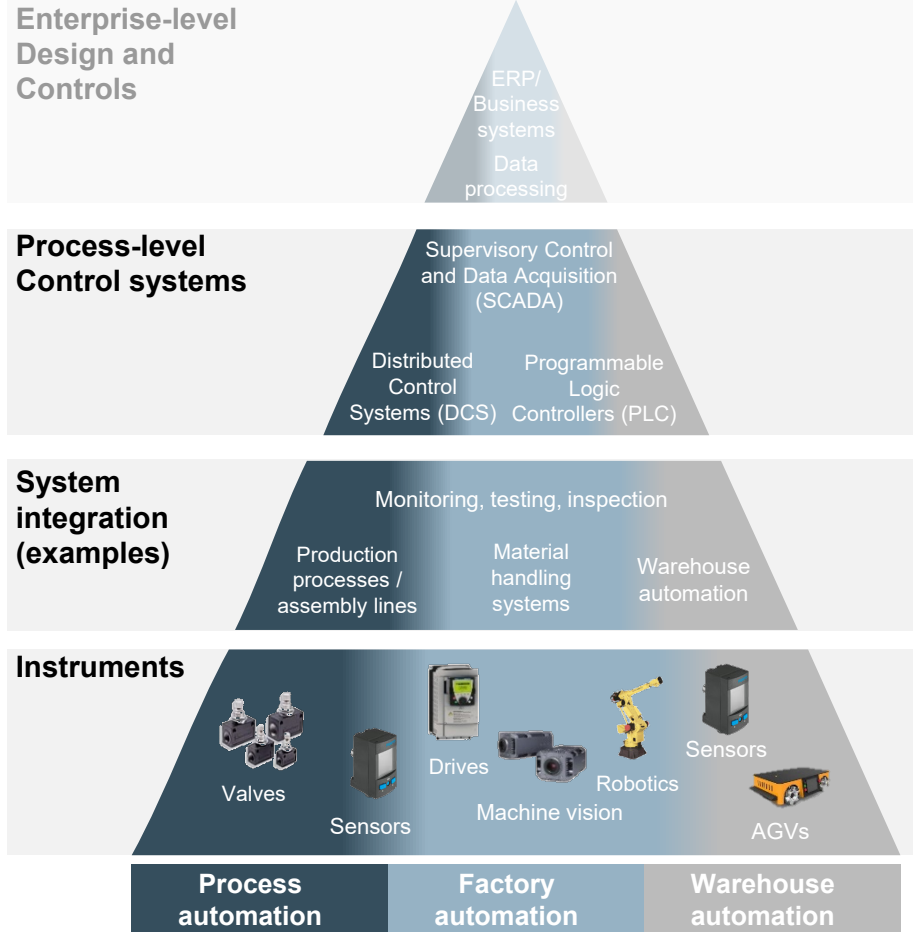 Enterprise-level
Design and
Controls
ERP/
Business
systems
Data
processing
Process-level
Control systems
Supervisory Control
and Data Acquisition
(SCADA)
Distributed
Control
Systems (DCS)
Programmable
Logic
Controllers (PLC)
System
integration
(examples)
Monitoring, testing, inspection
Production
processes /
assembly lines
Material
handling
systems
Warehouse
automation
Instruments
Valves
Sensors
Drives
Machine vision
Robotics
Sensors
AGVs
Process
automation
Factory
automation
Warehouse
automation